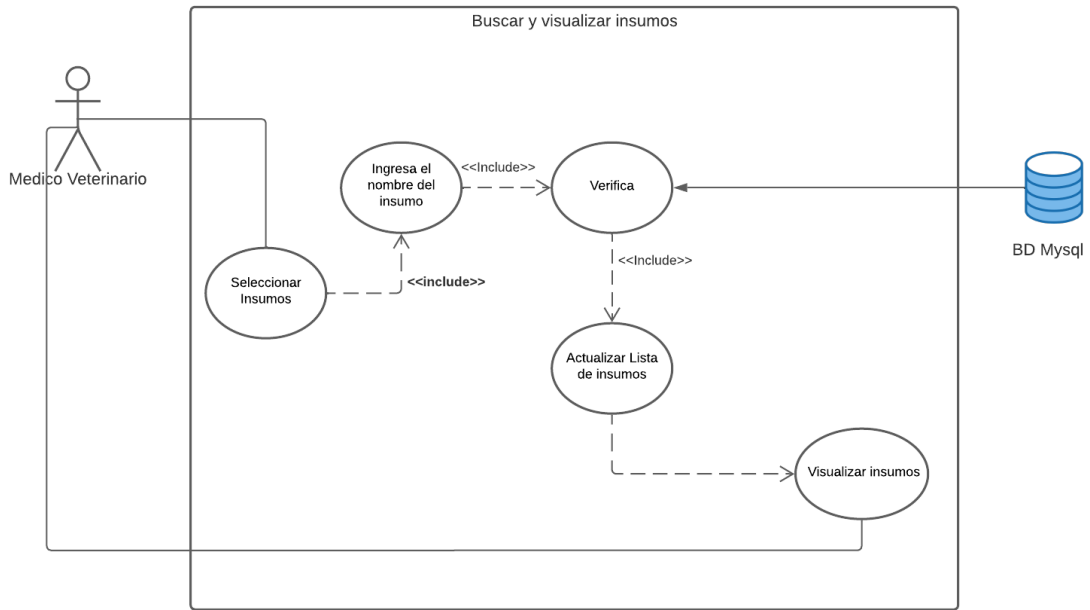 Buscar y visualizar insumos
Medico Veterinario
Ingresa el
nombre del
insumo
<<Include>>
Verifica
BD Mysql
Seleccionar
Insumos
<<include>>
<<Include>>
Actualizar Lista
de insumos
Visualizar insumos